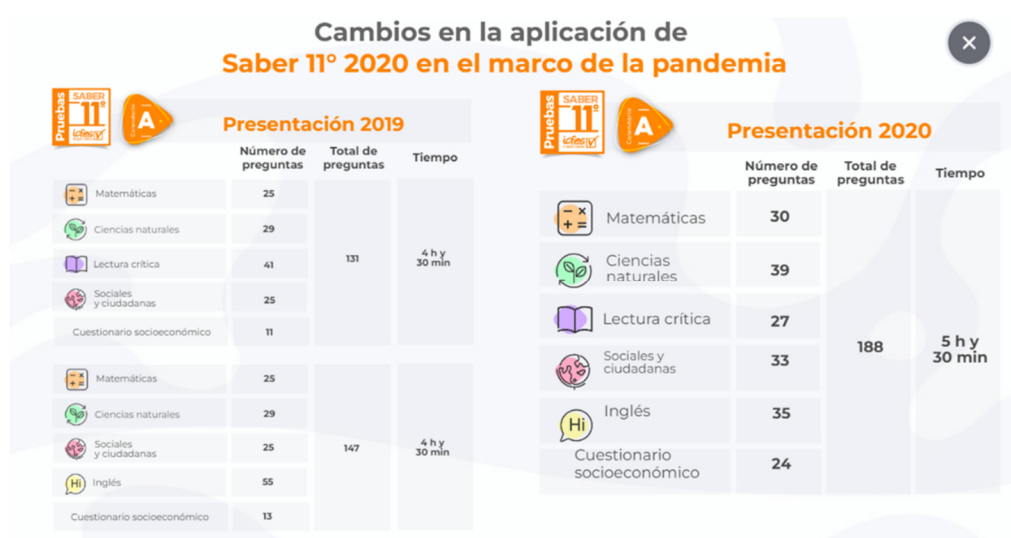 Cambios en la aplicación de
Saber 11° 2020 en el marco de la pandemia
×
Pruebas
SABER
11°
icfes
Calendario
A
Presentación 2019
Número de preguntas Total de preguntas Tiempo
Matemáticas 25
Ciencias naturales 29
Lectura crítica 41
131
4 h y
30 min
Sociales
y ciudadanas 25
Cuestionario socioeconómico 11
Matemáticas 25
Ciencias naturales 29
Sociales
y ciudadanas 25
147
4 h y
30 min
Hi Inglés 55
Cuestionario socioeconómico 13
Pruebas
SABER
11°
icfes
Calendario
A
Presentación 2020
Número de preguntas Total de preguntas Tiempo
Matemáticas 30
Ciencias
naturales 39
Lectura crítica 27
188
5 h y
30 min
Sociales y
ciudadanas 33
Hi Inglés 35
Cuestionario
socioeconómico 24